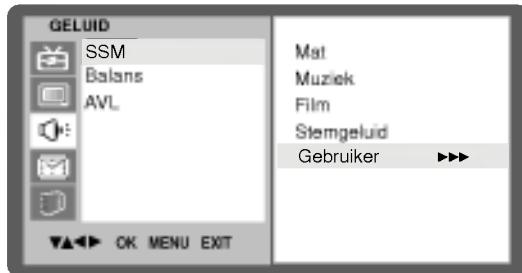 GELUID
SSM
Balans
AVL
▼▲◄► OK MENU EXIT
Mat
Muziek
Film
Stemgeluid
Gebruiker ►►►